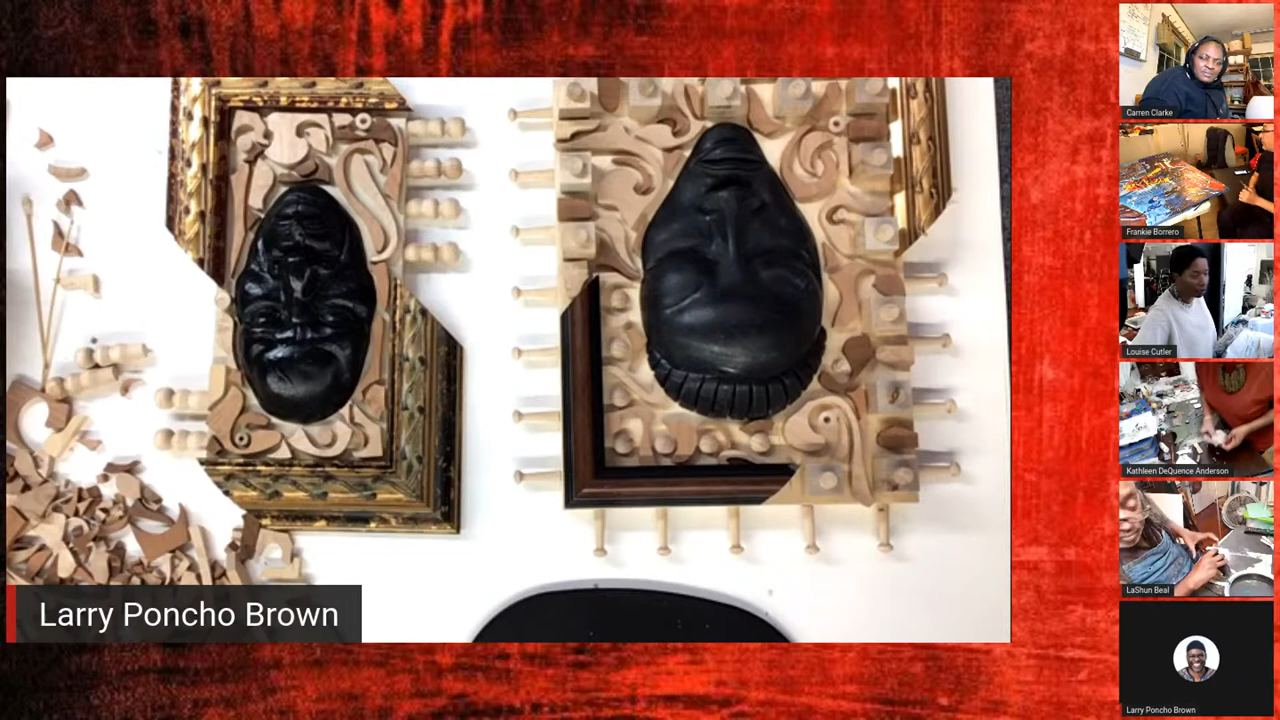 Larry Poncho Brown
Carren Clarke
Frankie Borrero
Louise Cutler
Kathleen DeQuence Anderson
LaShun Beal
Larry Poncho Brown